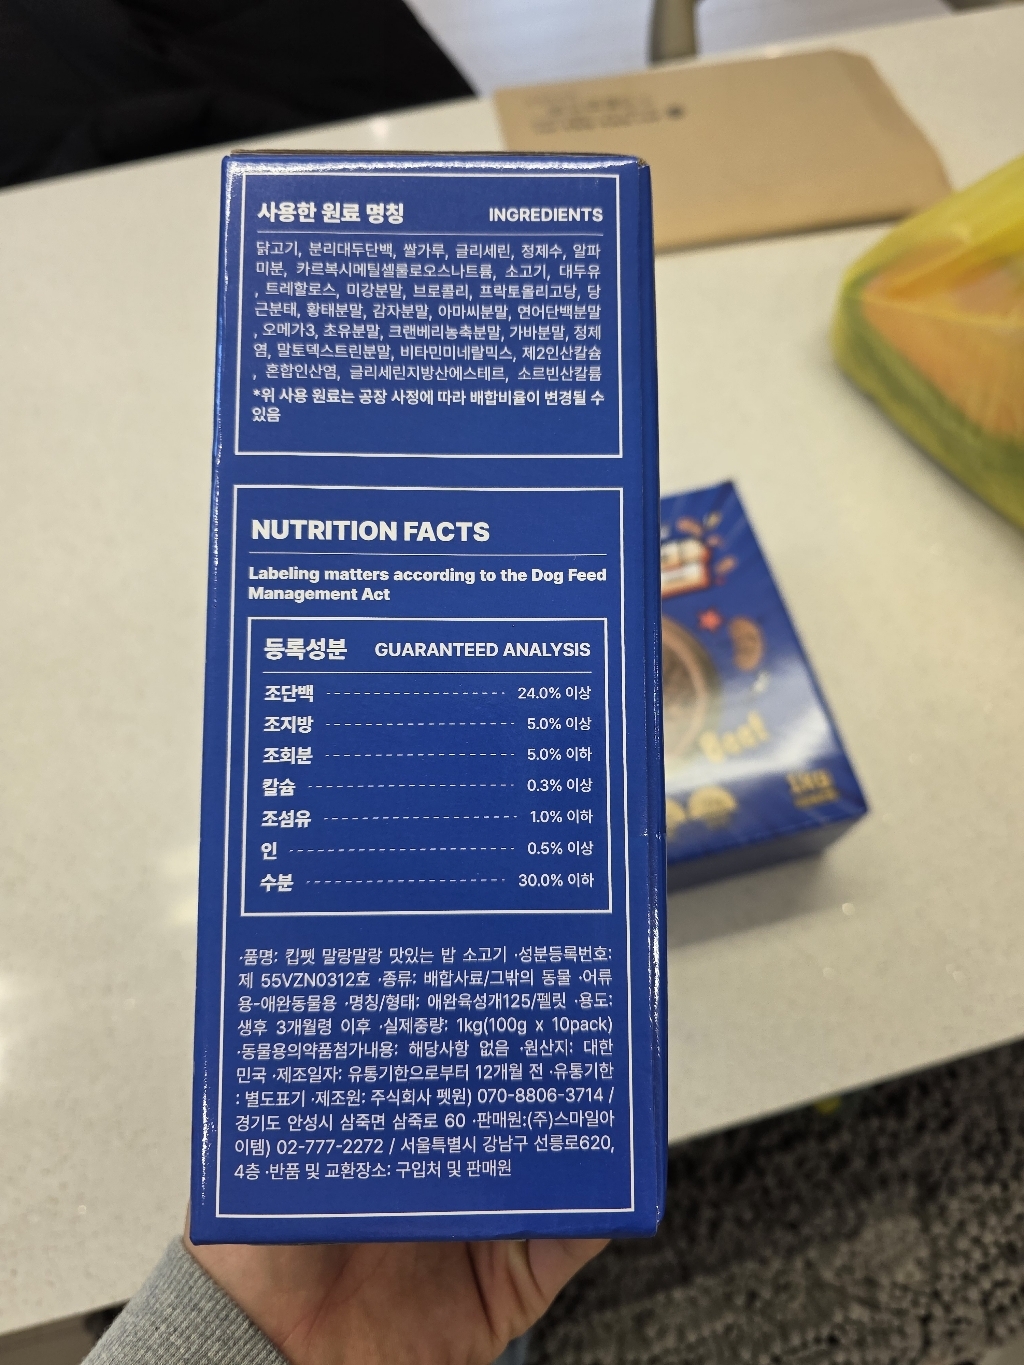 사용한 원료 명칭 INGREDIENTS
닭고기, 분리대두단백, 쌀가루, 글리세린, 정제수, 알파
미분, 카르복시메틸셀룰로오스나트륨, 소고기, 대두유
, 트레할로스, 미강분말, 브로콜리, 프락토올리고당, 당
근분태, 황태분말, 감자분말, 아마씨분말, 연어단백분말
, 오메가3, 초유분말, 크랜베리농축분말, 가바분말, 정제
염, 말토덱스트린분말, 비타민미네랄믹스, 제2인산칼슘
, 혼합인산염, 글리세린지방산에스테르, 소르빈산칼륨
*위 사용 원료는 공장 사정에 따라 배합비율이 변경될 수
있음
NUTRITION FACTS
Labeling matters according to the Dog Feed
Management Act
등록성분 GUARANTEED ANALYSIS
조단백 24.0% 이상
조지방 5.0% 이상
조회분 5.0% 이하
칼슘 0.3% 이상
조섬유 1.0% 이하
인 0.5% 이상
수분 30.0% 이하
·품명: 킵펫 말랑말랑 맛있는 밥 소고기 ·성분등록번호:
제 55VZN0312호 ·종류: 배합사료/그밖의 동물 ·어류
용-애완동물용 ·명칭/형태: 애완육성개125/펠릿 ·용도:
생후 3개월령 이후 ·실제중량: 1kg(100g x 10pack)
·동물용의약품첨가내용: 해당사항 없음 ·원산지: 대한
민국 ·제조일자: 유통기한으로부터 12개월 전 ·유통기한
: 별도표기 ·제조원: 주식회사 펫원) 070-8806-3714 /
경기도 안성시 삼죽면 삼죽로 60 ·판매원:(주)스마일아
이템) 02-777-2272 / 서울특별시 강남구 선릉로620,
4층 ·반품 및 교환장소: 구입처 및 판매원
Beef